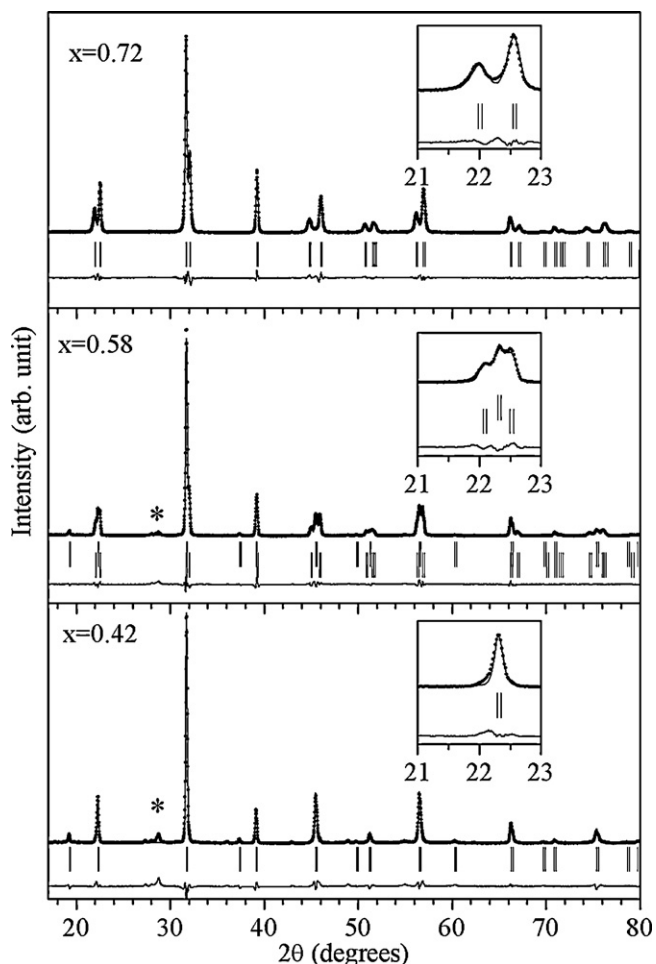 x=0.72
21 22 23
x=0.58
*
21 22 23
x=0.42
*
21 22 23
Intensity (arb. unit)
20 30 40 50 60 70 80
2θ (degrees)